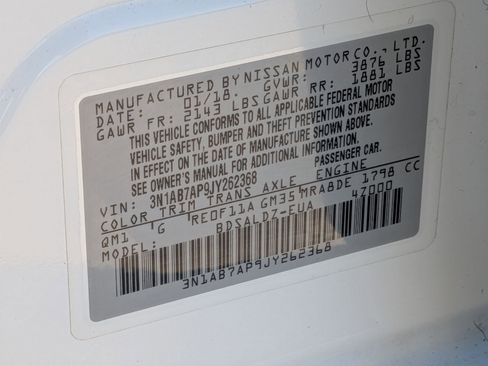 MANUFACTURED BY NISSAN MOTOR CO., LTD.
DATE: 01/18. GVWR: 3876 LBS
GAWR FR: 2143 LBS GAWR RR: 1881 LBS
THIS VEHICLE CONFORMS TO ALL APPLICABLE FEDERAL MOTOR
VEHICLE SAFETY, BUMPER AND THEFT PREVENTION STANDARDS
IN EFFECT ON THE DATE OF MANUFACTURE SHOWN ABOVE.
SEE OWNER'S MANUAL FOR ADDITIONAL INFORMATION.
VIN: 3N1AB7AP9JY262368 PASSENGER CAR.
COLOR TRIM TRANS AXLE ENGINE
QM1 G RE0F11A GM35 MRA8DE 1798 CC
MODEL: BDSALDZ-EUA 47000
3N1AB7AP9JY262368